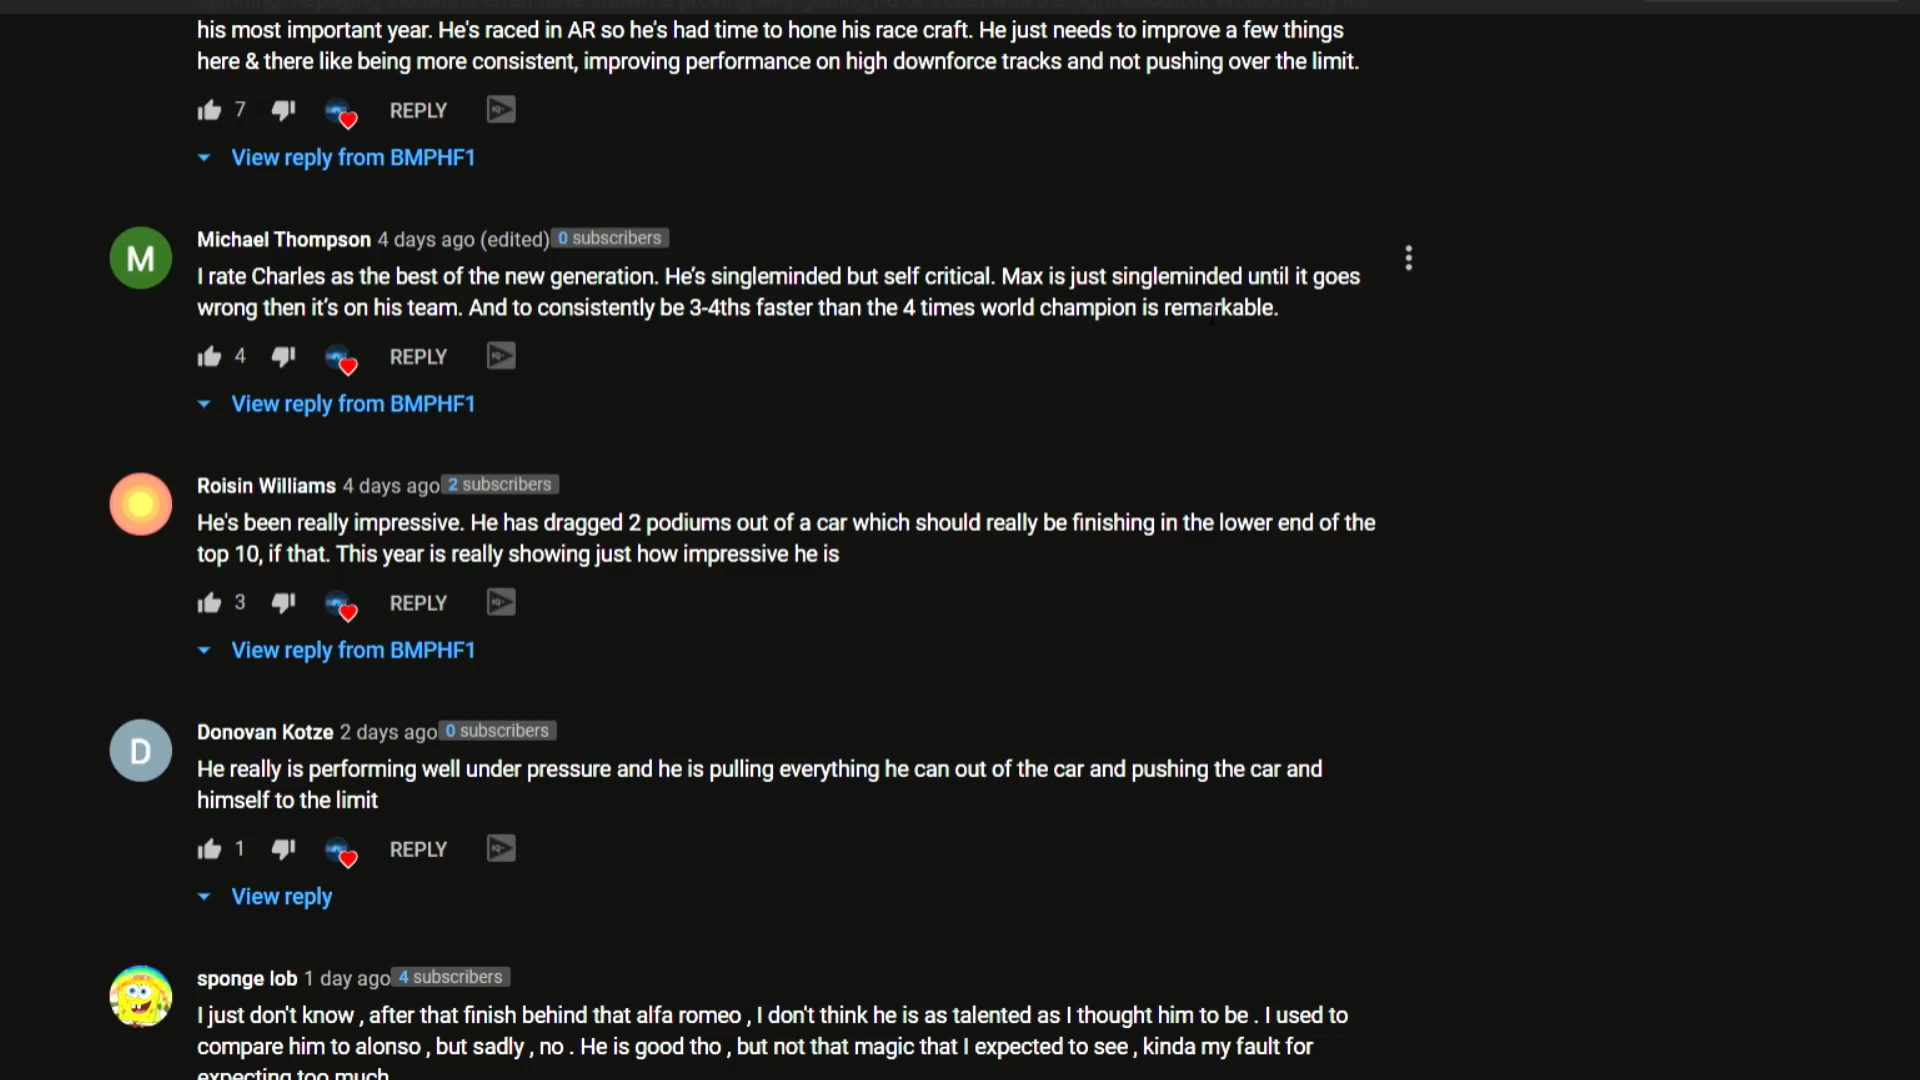 his most important year. He's raced in AR so he's had time to hone his race craft. He just needs to improve a few things
here & there like being more consistent, improving performance on high downforce tracks and not pushing over the limit.
7 REPLY
View reply from BMPHF1
M
Michael Thompson 4 days ago (edited) 0 subscribers
I rate Charles as the best of the new generation. He's singleminded but self critical. Max is just singleminded until it goes
wrong then it's on his team. And to consistently be 3-4ths faster than the 4 times world champion is remarkable.
4 REPLY
View reply from BMPHF1
Roisin Williams 4 days ago 2 subscribers
He's been really impressive. He has dragged 2 podiums out of a car which should really be finishing in the lower end of the
top 10, if that. This year is really showing just how impressive he is
3 REPLY
View reply from BMPHF1
D
Donovan Kotze 2 days ago 0 subscribers
He really is performing well under pressure and he is pulling everything he can out of the car and pushing the car and
himself to the limit
1 REPLY
View reply
sponge lob 1 day ago 4 subscribers
I just don't know , after that finish behind that alfa romeo , I don't think he is as talented as I thought him to be . I used to
compare him to alonso , but sadly , no . He is good tho , but not that magic that I expected to see , kinda my fault for
expecting too much